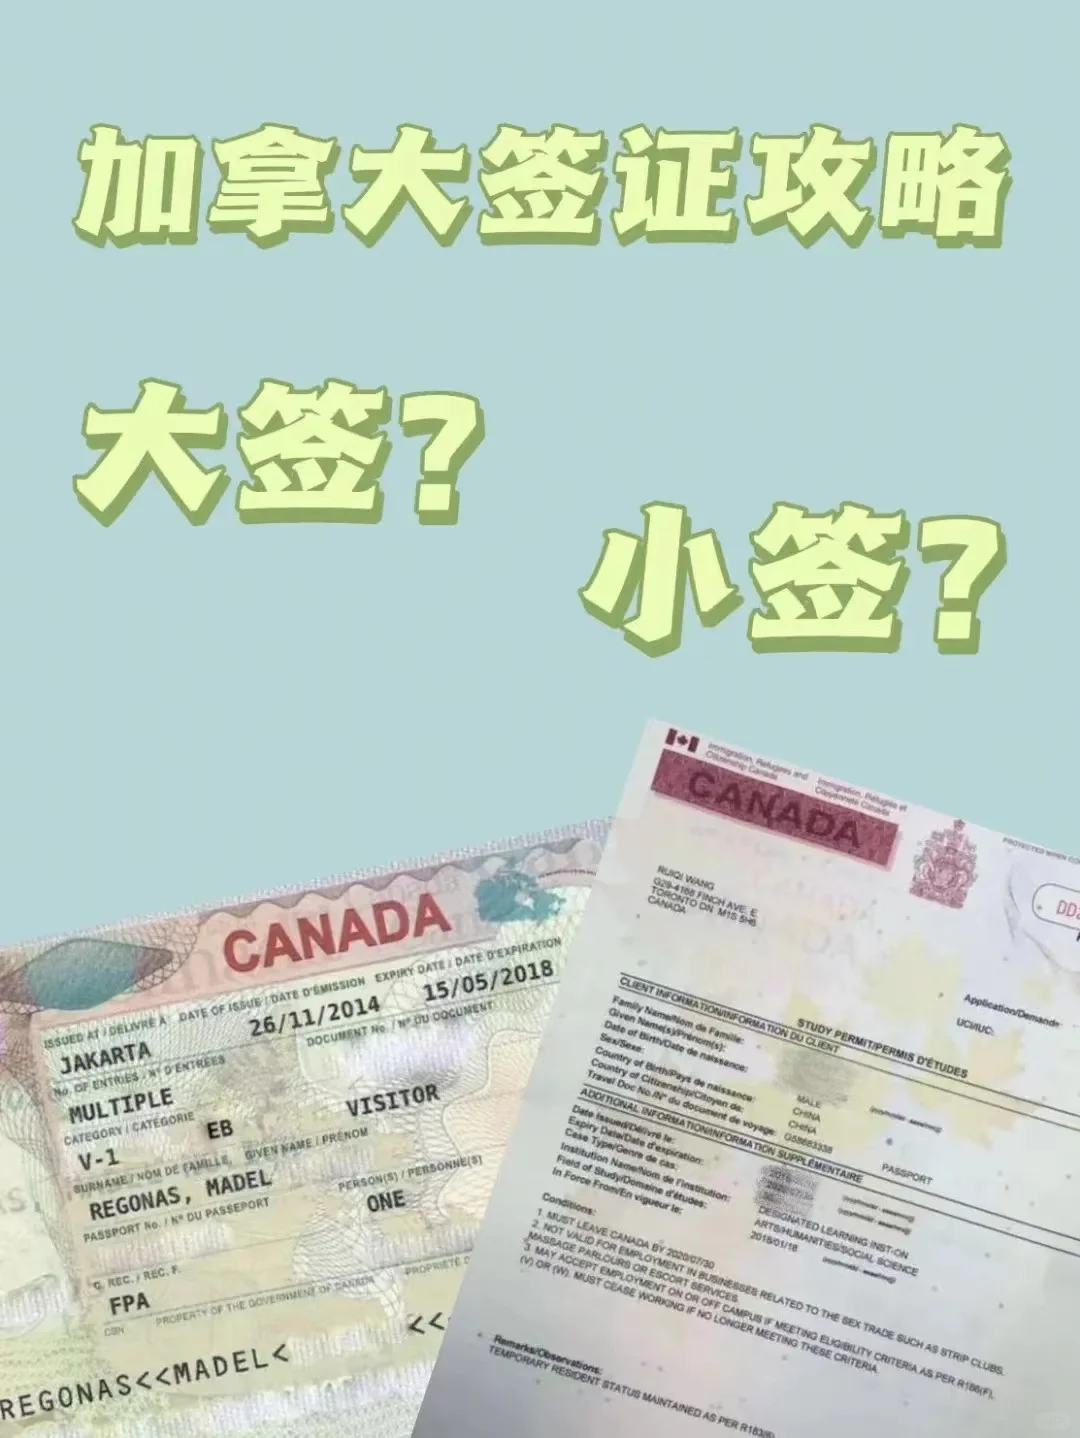 加拿大签证攻略
大签?
小签?
CANADA
ISSUED AT / DÉLIVRÉ À
DATE OF ISSUE / DATE D'ÉMISSION
EXPIRY DATE / DATE D'EXPIRATION
JAKARTA
26/11/2014
15/05/2018
No. OF ENTRIES / Nº D'ENTRÉES
DOCUMENT No. / Nº DU DOCUMENT
MULTIPLE
CATEGORY / CATÉGORIE
EB
VISITOR
V-1
SURNAME / NOM DE FAMILLE, GIVEN NAME / PRÉNOM
REGONAS, MADEL
PERSON(S) / PERSONNE(S)
ONE
PASSPORT No. / Nº DU PASSEPORT
FPA
PROPERTY OF THE GOVERNMENT OF CANADA
REGONAS<<MADEL<
<<
Immigration, Refugees and
Citizenship Canada
Immigration, Réfugiés et
Citoyenneté Canada
CANADA
RUIQI WANG
TORONTO ON M1S 5H6
CANADA
Application/Demande:
UCI/IUC:
STUDY PERMIT/PERMIS D'ÉTUDES
CLIENT INFORMATION/INFORMATION DU CLIENT
Family Name/Nom de Famille:
Given Name(s)/Prénom(s):
Date of Birth/Date de naissance:
Sex/Sexe:
MALE
Country of Birth/Pays de naissance:
CHINA
Country of Citizenship/Citoyen de:
CHINA
Travel Doc No./N° du document de voyage:
PASSPORT
ADDITIONAL INFORMATION/INFORMATION SUPPLÉMENTAIRE
Date Issued/Délivré le:
Expiry Date/Date d'expiration:
Case Type/Genre de cas:
Institution Name/Nom de l'institution:
DESIGNATED LEARNING INST-ON
Field of Study/Domaine d'études:
ARTS/HUMANITIES/SOCIAL SCIENCE
In Force From/En vigueur le:
2018/01/16
Conditions:
1. MUST LEAVE CANADA BY 2020/07/30
2. NOT VALID FOR EMPLOYMENT IN BUSINESSES RELATED TO THE SEX TRADE SUCH AS STRIP CLUBS,
MASSAGE PARLOURS OR ESCORT SERVICES.
3. MAY ACCEPT EMPLOYMENT ON OR OFF CAMPUS IF MEETING ELIGIBILITY CRITERIA AS PER R186(F),
(V) OR (W). MUST CEASE WORKING IF NO LONGER MEETING THESE CRITERIA
Remarks/Observations:
TEMPORARY RESIDENT STATUS MAINTAINED AS PER